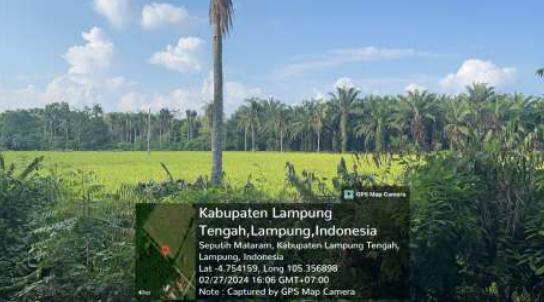 GPS Map Camera
Kabupaten Lampung
Tengah,Lampung,Indonesia
Seputih Mataram, Kabupaten Lampung Tengah,
Lampung, Indonesia
Lat -4.754159, Long 105.356898
02/27/2024 16:06 GMT+07:00
Note : Captured by GPS Map Camera